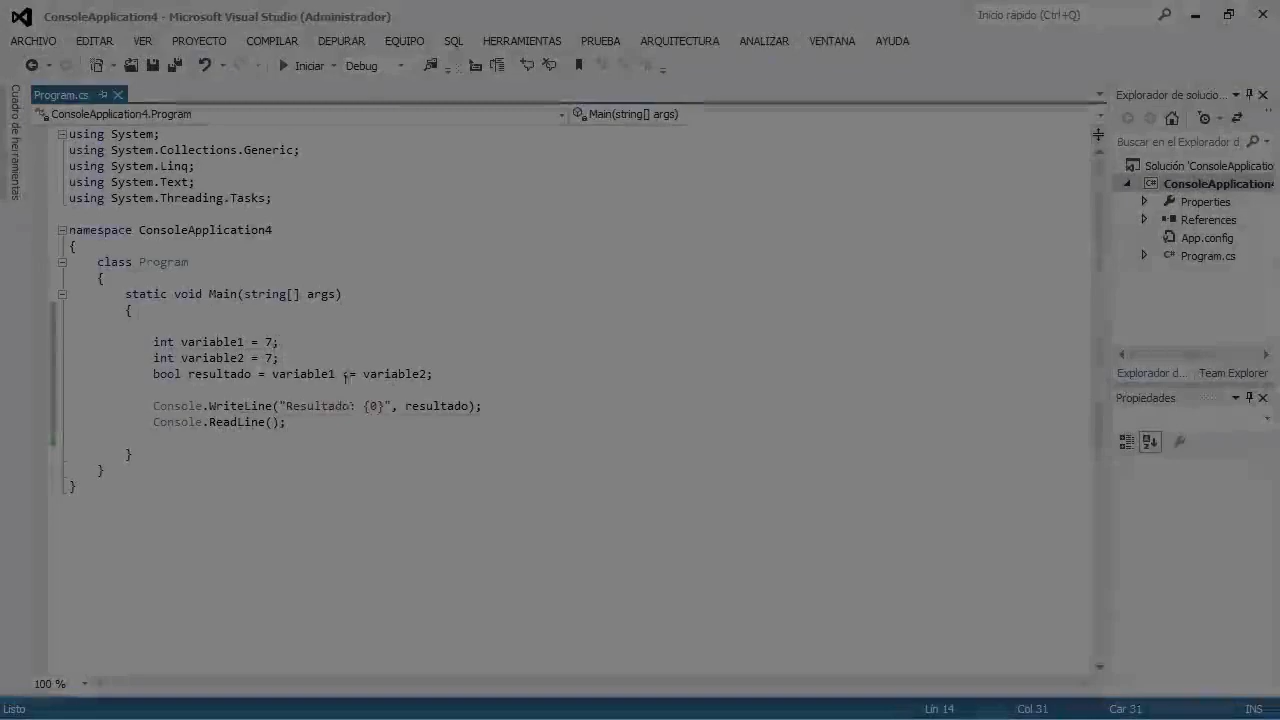 ConsoleApplication4 - Microsoft Visual Studio (Administrador)
Inicio rápido (Ctrl+Q)
ARCHIVO EDITAR VER PROYECTO COMPILAR DEPURAR EQUIPO SQL HERRAMIENTAS PRUEBA ARQUITECTURA ANALIZAR VENTANA AYUDA
Iniciar Debug
Cuadro de herramientas
Program.cs
ConsoleApplication4.Program
Main(string[] args)
using System;
using System.Collections.Generic;
using System.Linq;
using System.Text;
using System.Threading.Tasks;
namespace ConsoleApplication4
{
class Program
{
static void Main(string[] args)
{
int variable1 = 7;
int variable2 = 7;
bool resultado = variable1 <= variable2;
Console.WriteLine("Resultado: {0}", resultado);
Console.ReadLine();
}
}
}
100 %
Explorador de solucio...
Buscar en el Explorador d
Solución 'ConsoleApplicatio
ConsoleApplication4
Properties
References
App.config
Program.cs
Explorador d... Team Explorer
Propiedades
Listo
Lín 14 Col 31 Car 31 INS